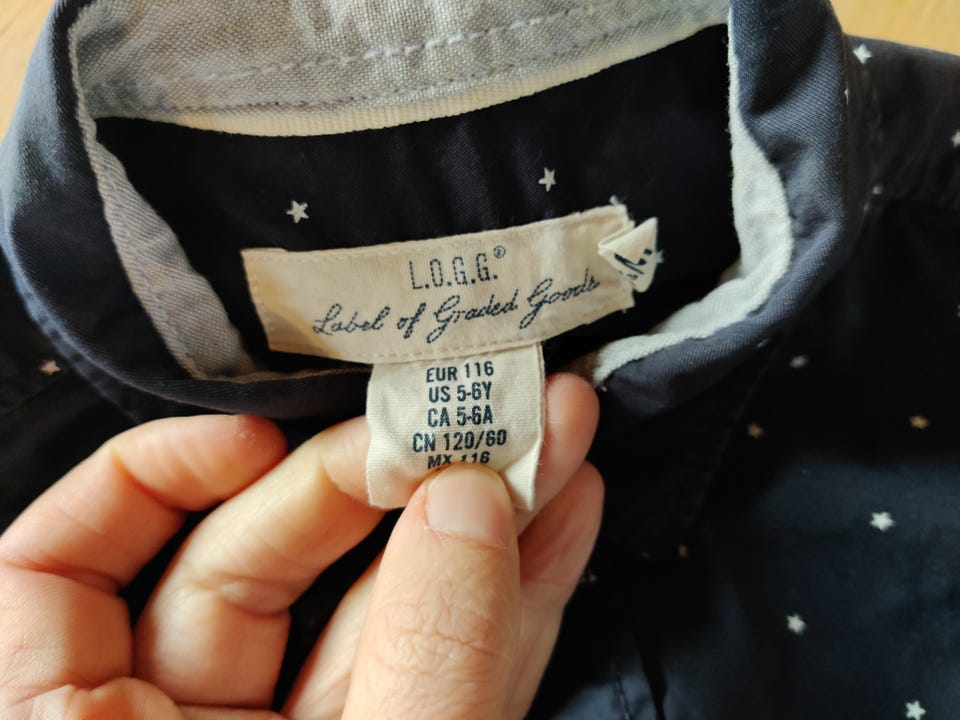 L.O.G.G.®
Label of Graded Goods
EUR 116
US 5-6Y
CA 5-6A
CN 120/60
MX 116